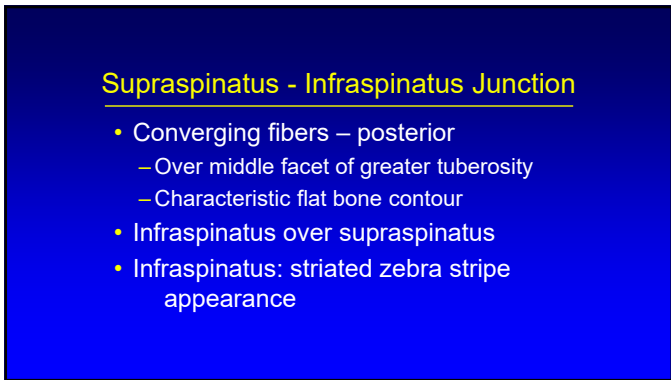 Supraspinatus - Infraspinatus Junction
• Converging fibers – posterior
– Over middle facet of greater tuberosity
– Characteristic flat bone contour
• Infraspinatus over supraspinatus
• Infraspinatus: striated zebra stripe
appearance